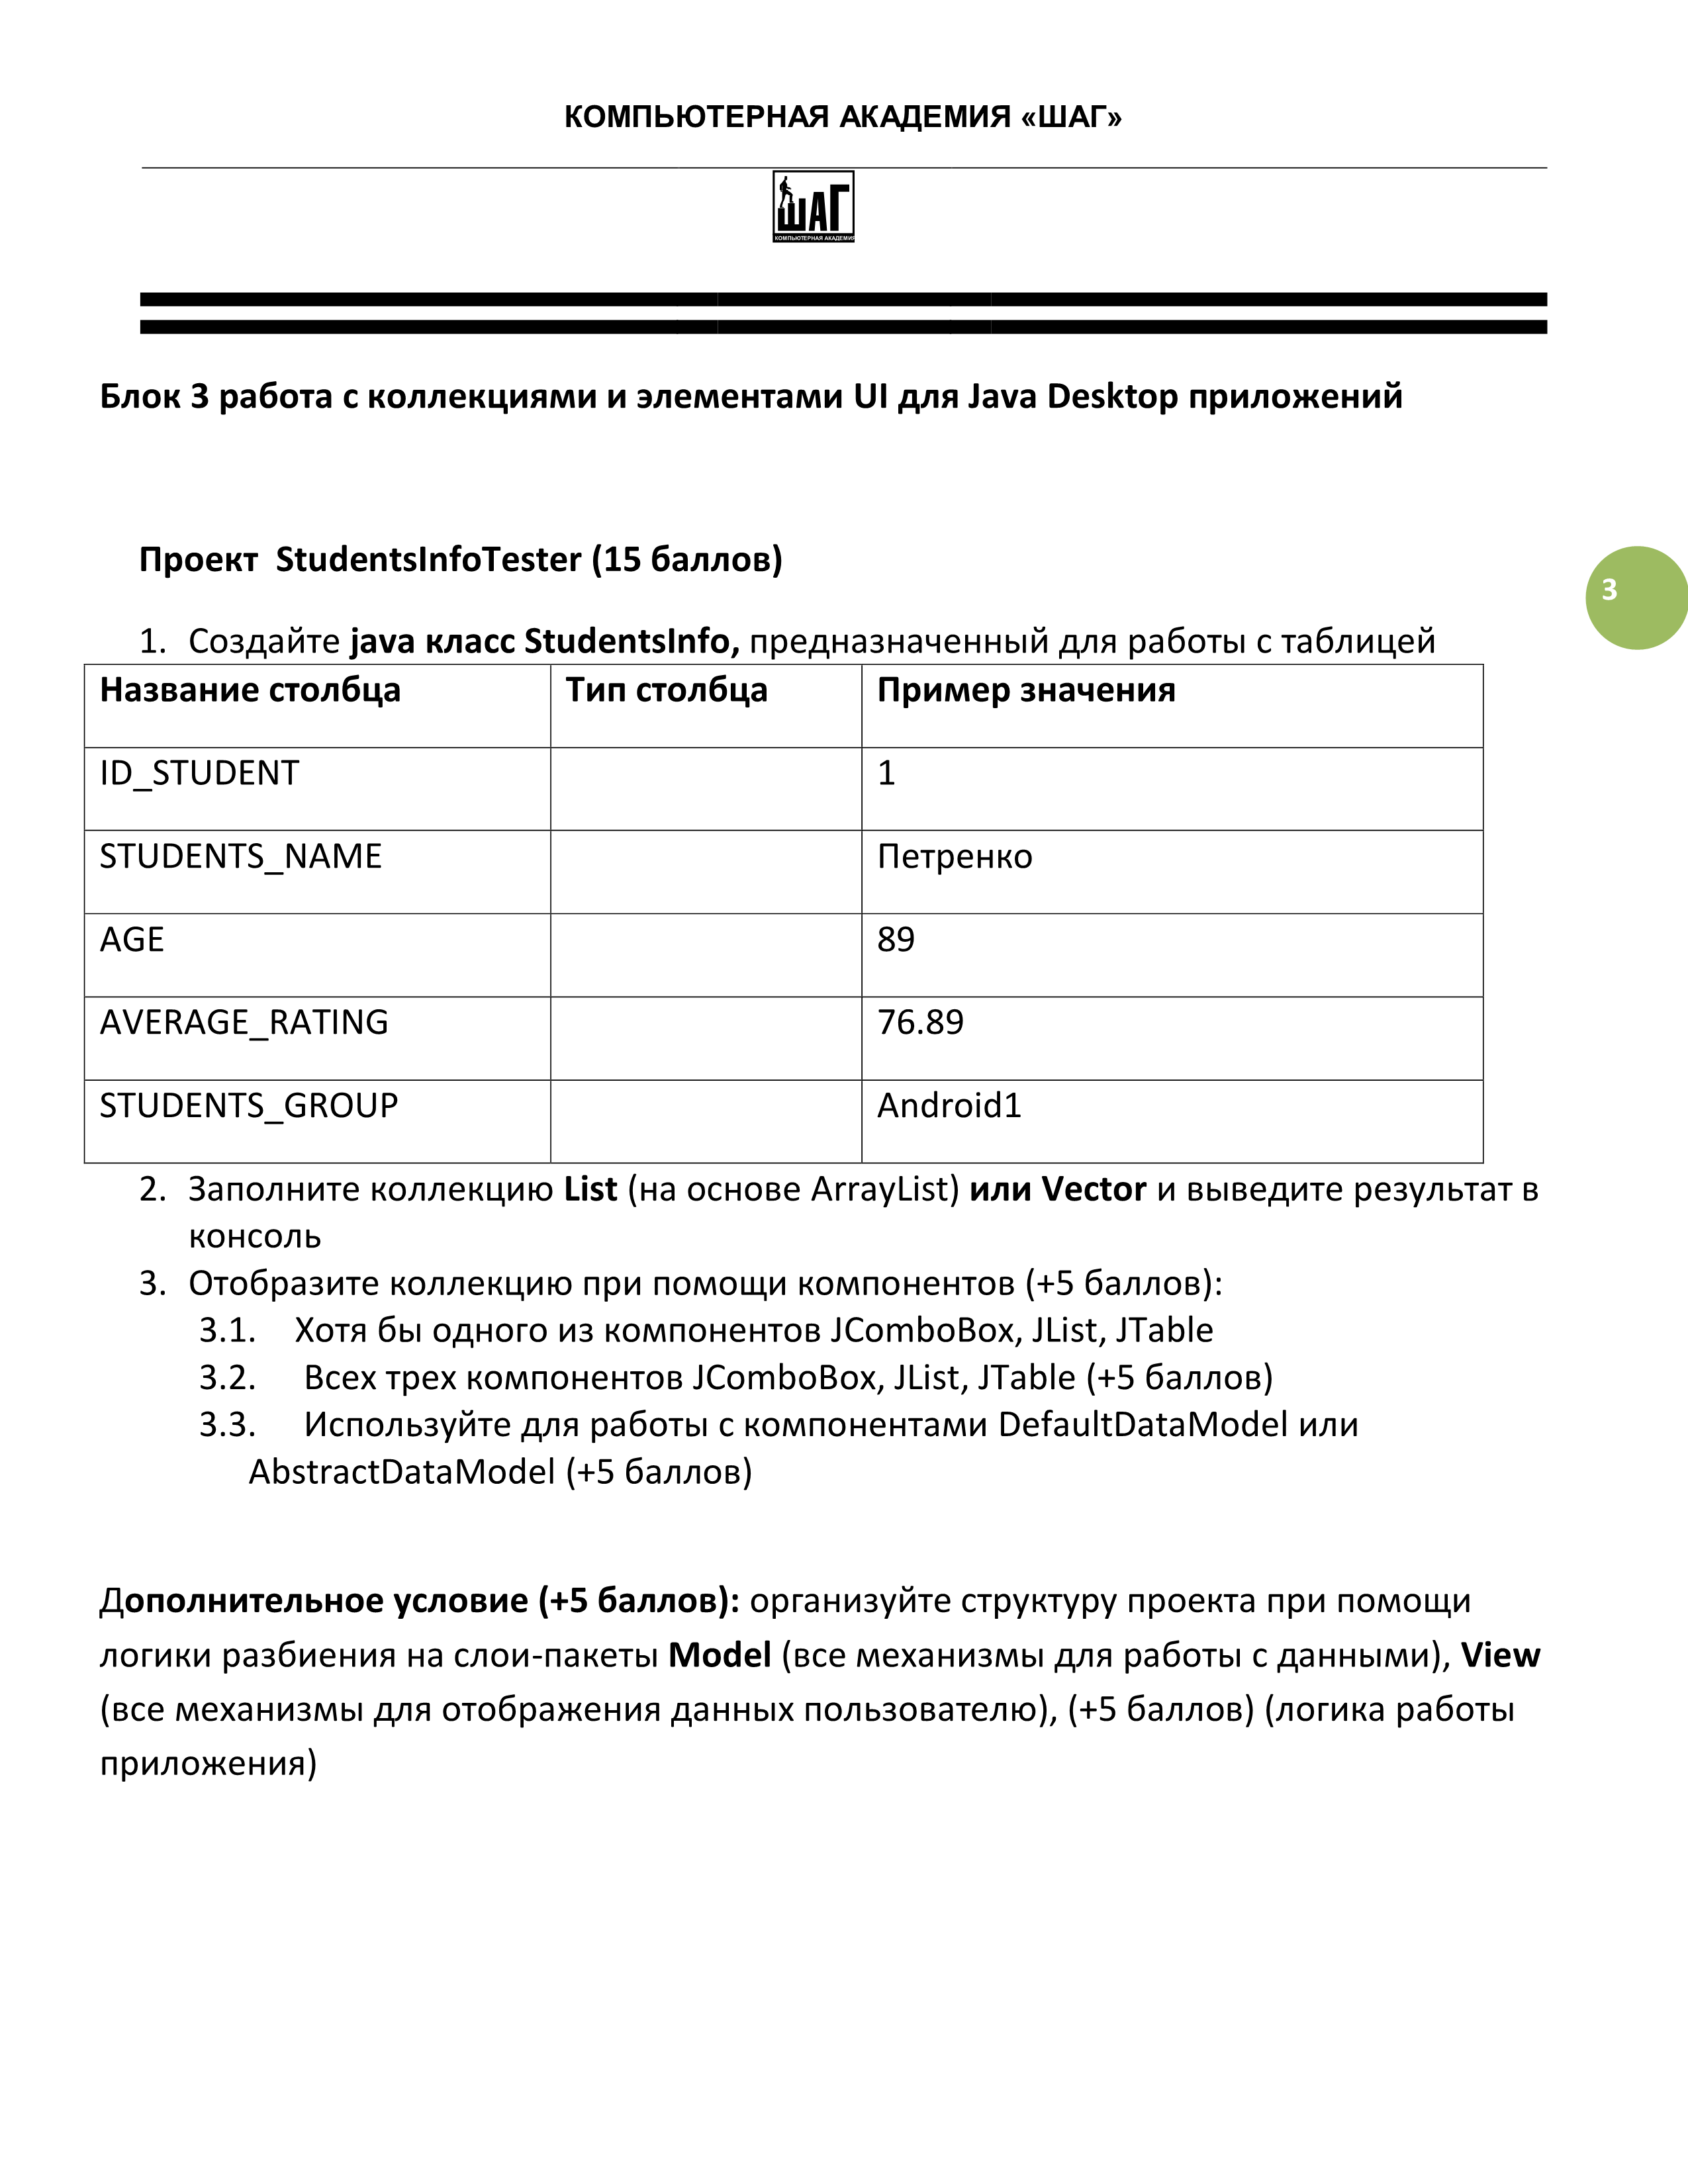 КОМПЬЮТЕРНАЯ АКАДЕМИЯ «ШАГ»
ШАГ
КОМПЬЮТЕРНАЯ АКАДЕМИЯ
Блок 3 работа с коллекциями и элементами UI для Java Desktop приложений
Проект StudentsInfoTester (15 баллов)
3
1. Создайте java класс StudentsInfo, предназначенный для работы с таблицей
Название столбца Тип столбца Пример значения
ID_STUDENT 1
STUDENTS_NAME Петренко
AGE 89
AVERAGE_RATING 76.89
STUDENTS_GROUP Android1
2. Заполните коллекцию List (на основе ArrayList) или Vector и выведите результат в
консоль
3. Отобразите коллекцию при помощи компонентов (+5 баллов):
3.1. Хотя бы одного из компонентов JComboBox, JList, JTable
3.2. Всех трех компонентов JComboBox, JList, JTable (+5 баллов)
3.3. Используйте для работы с компонентами DefaultDataModel или
AbstractDataModel (+5 баллов)
Дополнительное условие (+5 баллов): организуйте структуру проекта при помощи
логики разбиения на слои-пакеты Model (все механизмы для работы с данными), View
(все механизмы для отображения данных пользователю), (+5 баллов) (логика работы
приложения)